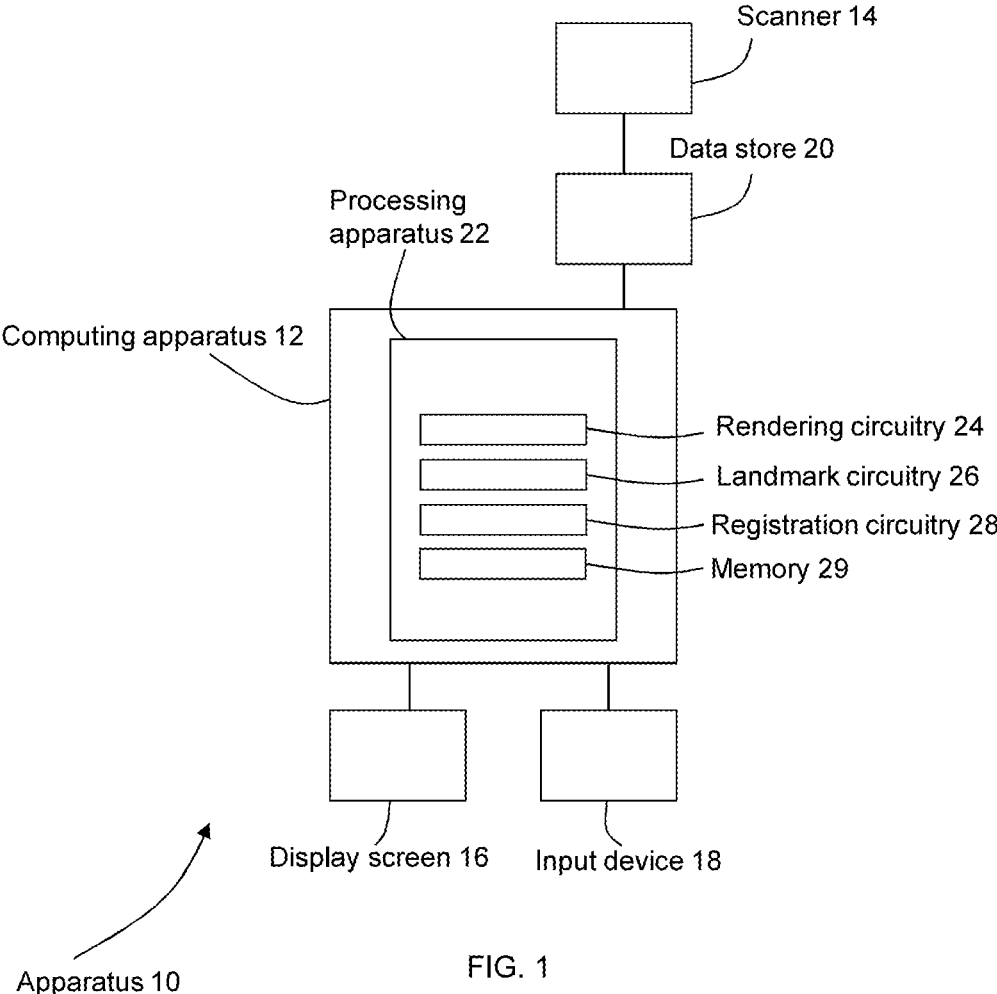 Scanner 14
Data store 20
Processing
apparatus 22
Computing apparatus 12
Rendering circuitry 24
Landmark circuitry 26
Registration circuitry 28
Memory 29
Display screen 16
Input device 18
Apparatus 10
FIG. 1